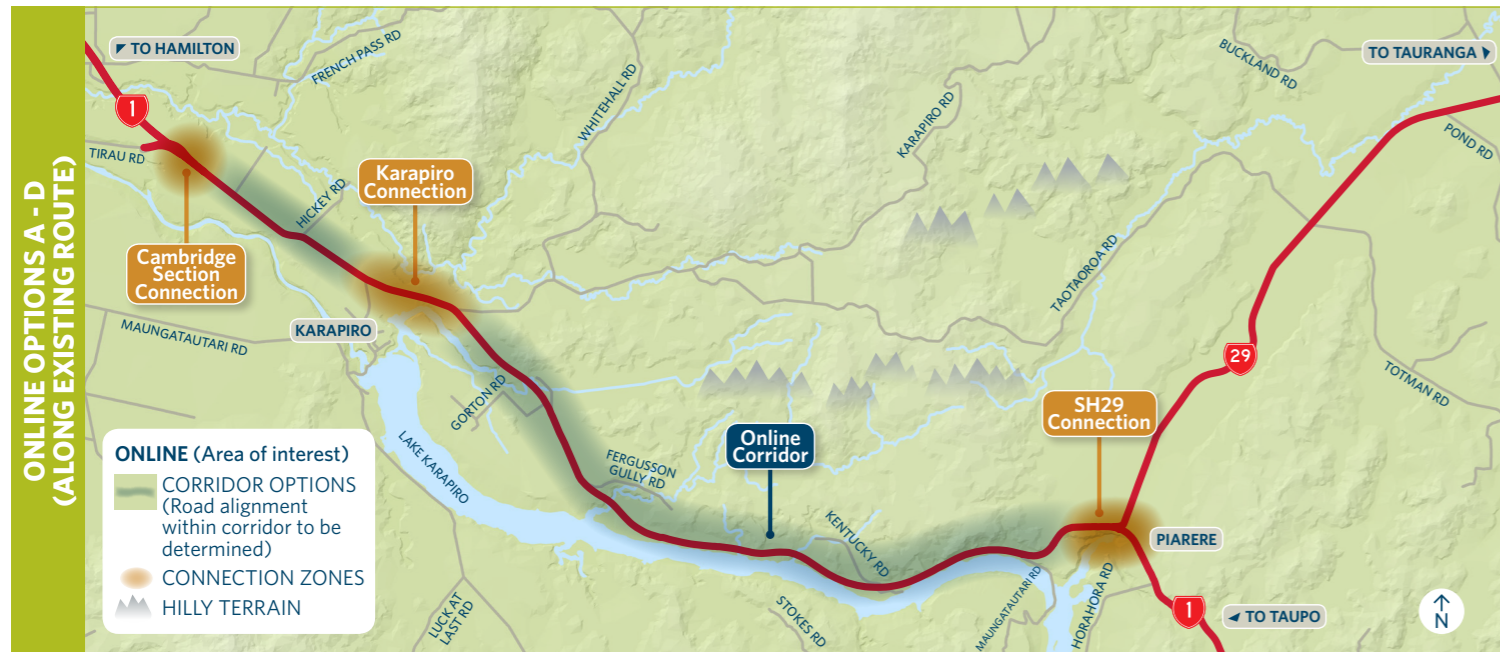 ONLINE OPTIONS A - D
(ALONG EXISTING ROUTE)
TO HAMILTON
FRENCH PASS RD
WHITEHALL RD
BUCKLAND RD
TO TAURANGA
1
TIRAU RD
KARAPIRO RD
POND RD
Karapiro
Connection
HICKEY RD
Cambridge
Section
Connection
TAOTAOROA RD
MAUNGATAUTARI RD
KARAPIRO
29
TOTMAN RD
GORTON RD
SH29
Connection
Online
Corridor
LAKE KARAPIRO
FERGUSSON
GULLY RD
KENTUCKY RD
PIARERE
STOKES RD
MAUNGATAUTARI RD
HORAHORA RD
LUCK AT
LAST RD
1
TO TAUPO
N
ONLINE (Area of interest)
CORRIDOR OPTIONS
(Road alignment
within corridor to be
determined)
CONNECTION ZONES
HILLY TERRAIN